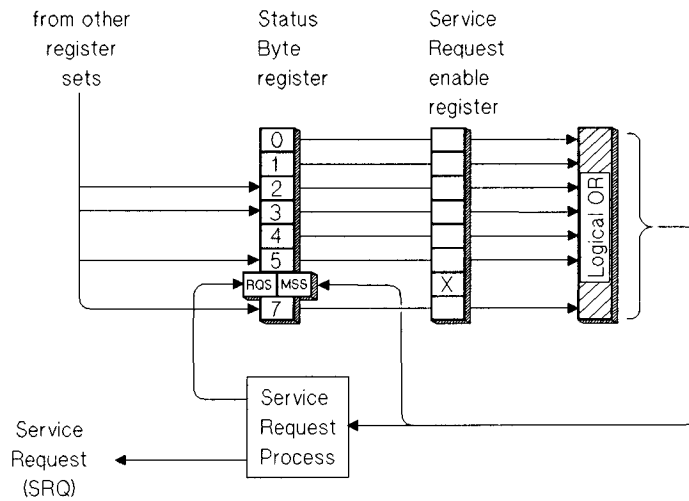 from other
register
sets
Status
Byte
register
Service
Request
enable
register
0
1
2
3
4
5
RQS MSS
7
X
Logical OR
Service
Request
Process
Service
Request
(SRQ)